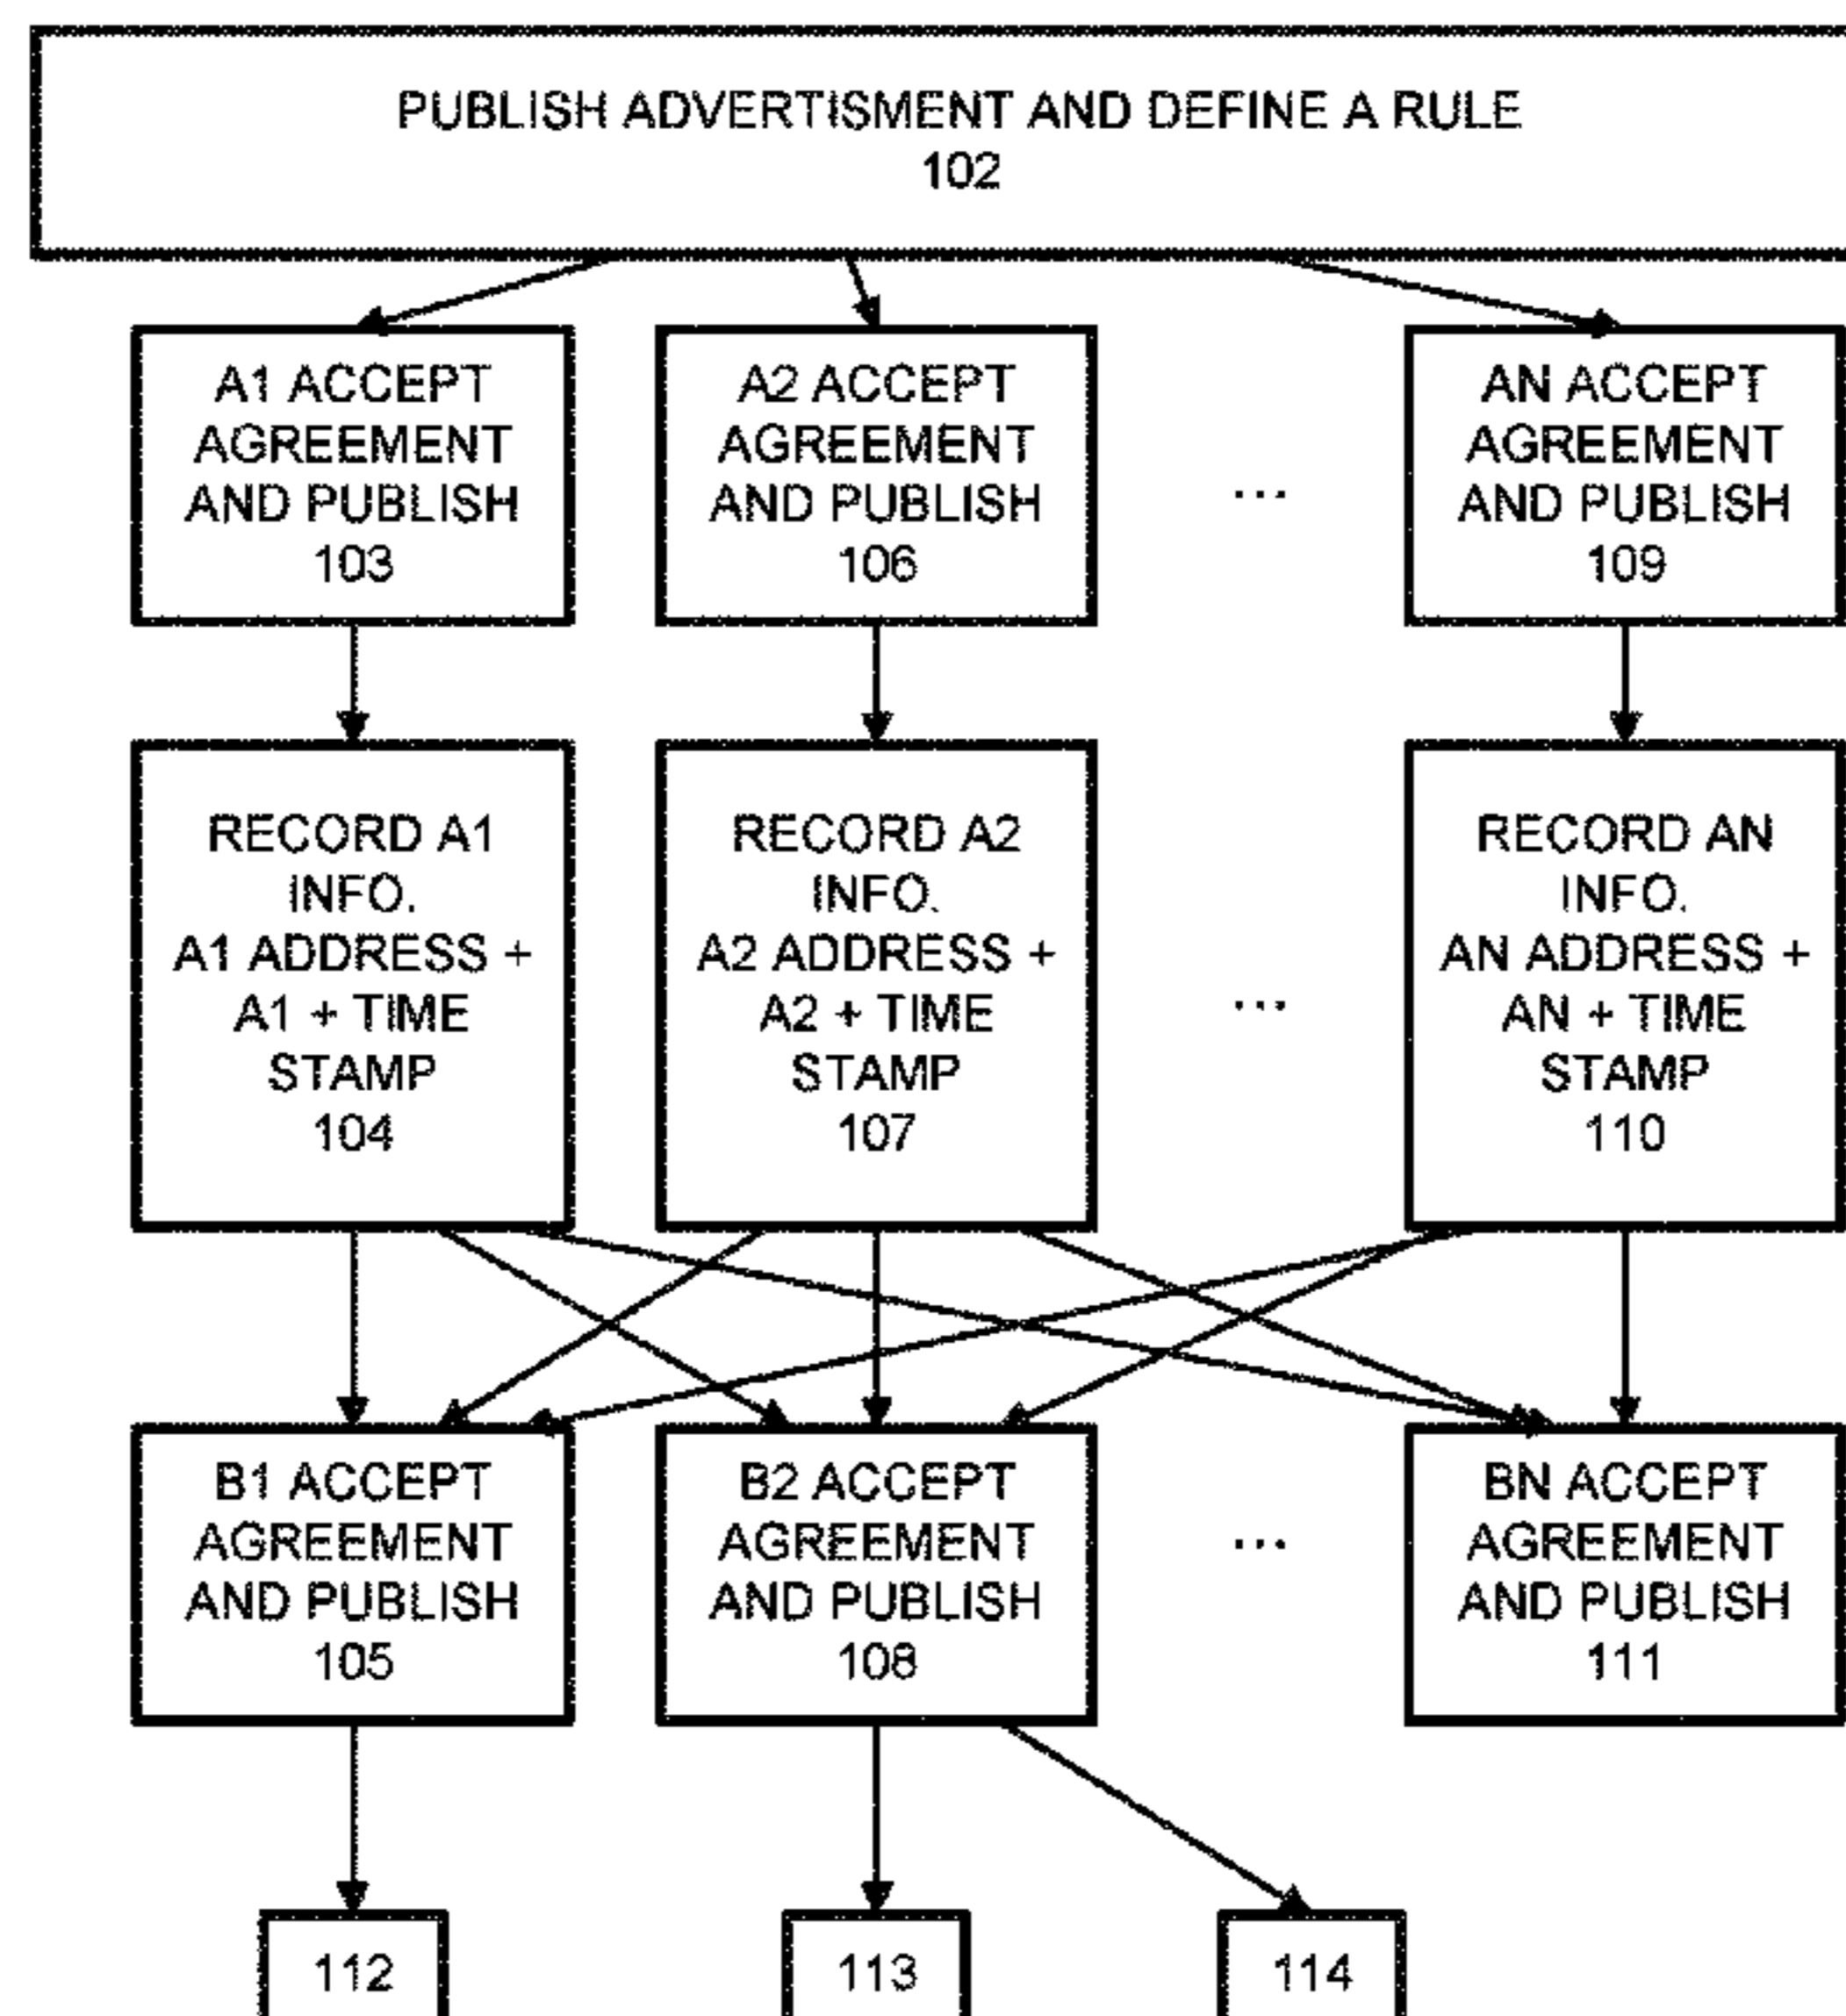 PUBLISH ADVERTISMENT AND DEFINE A RULE
102
A1 ACCEPT
AGREEMENT
AND PUBLISH
103
A2 ACCEPT
AGREEMENT
AND PUBLISH
106
...
AN ACCEPT
AGREEMENT
AND PUBLISH
109
RECORD A1
INFO.
A1 ADDRESS +
A1 + TIME
STAMP
104
RECORD A2
INFO.
A2 ADDRESS +
A2 + TIME
STAMP
107
...
RECORD AN
INFO.
AN ADDRESS +
AN + TIME
STAMP
110
B1 ACCEPT
AGREEMENT
AND PUBLISH
105
B2 ACCEPT
AGREEMENT
AND PUBLISH
108
...
BN ACCEPT
AGREEMENT
AND PUBLISH
111
112
113
114